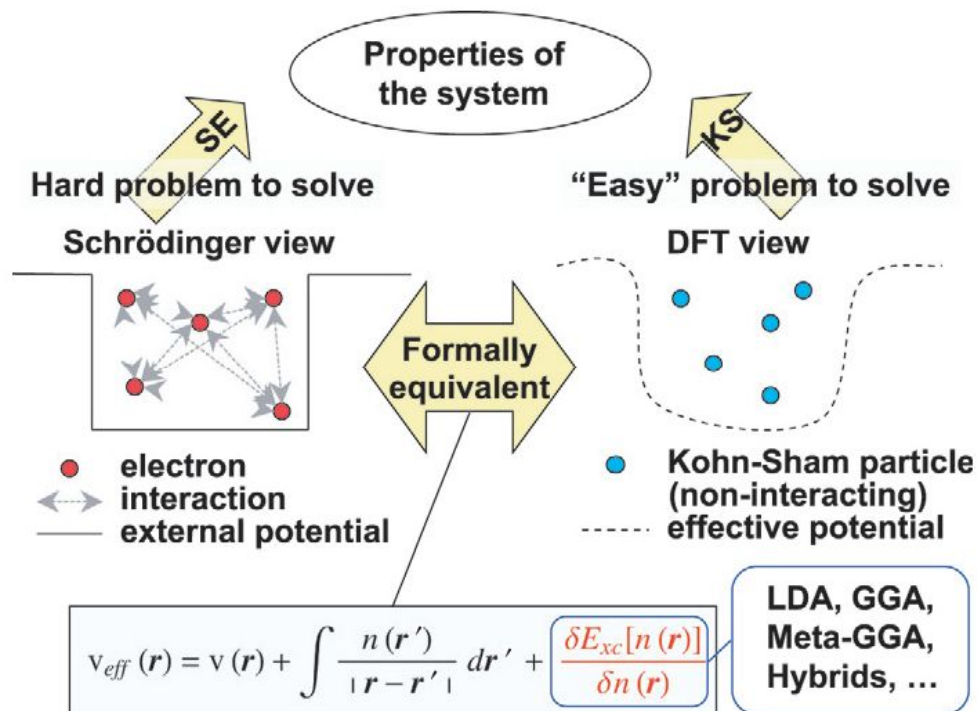 Properties of
the system
SE
KS
Hard problem to solve
“Easy” problem to solve
Schrödinger view
DFT view
Formally
equivalent
electron
interaction
external potential
Kohn-Sham particle
(non-interacting)
effective potential
v_eff (r) = v (r) + ∫ n (r ′) / | r − r ′ | dr ′ + δE_xc[n (r)] / δn (r)
LDA, GGA,
Meta-GGA,
Hybrids, …